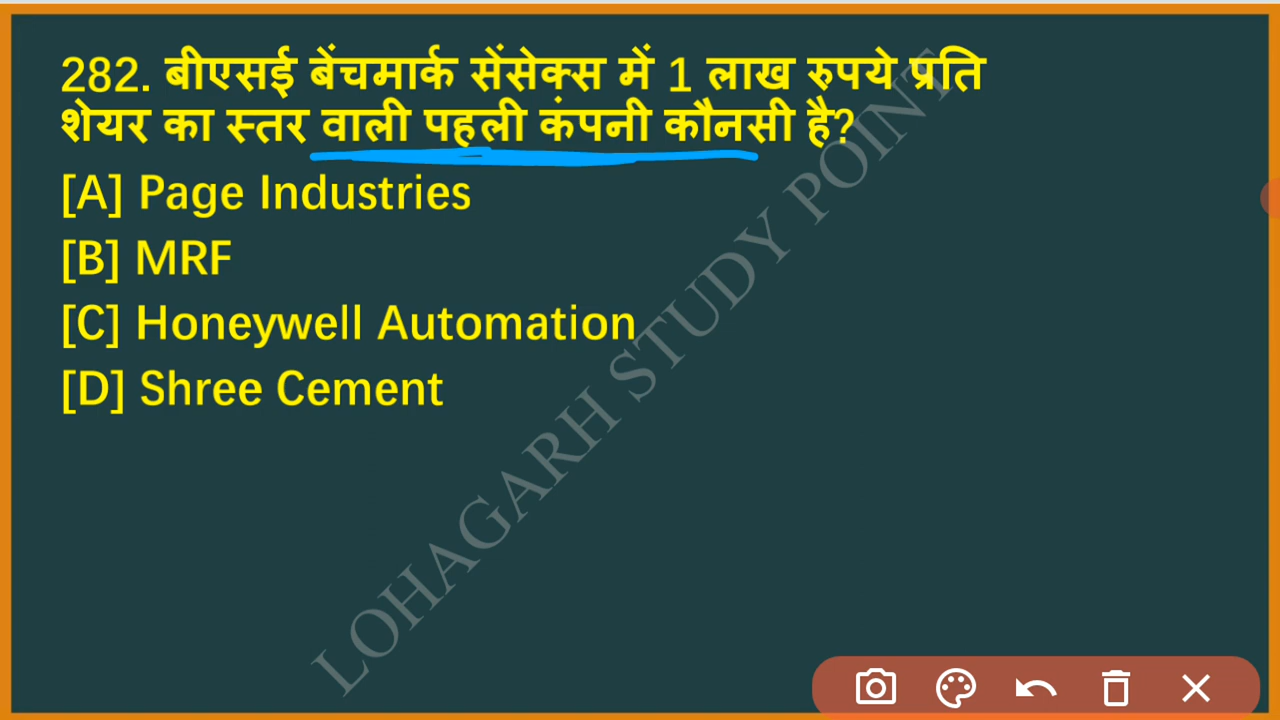 282. बीएसई बेंचमार्क सेंसेक्स में 1 लाख रुपये प्रति
शेयर का स्तर वाली पहली कंपनी कौनसी है?
[A] Page Industries
[B] MRF
[C] Honeywell Automation
[D] Shree Cement
LOHAGARH STUDY POINT